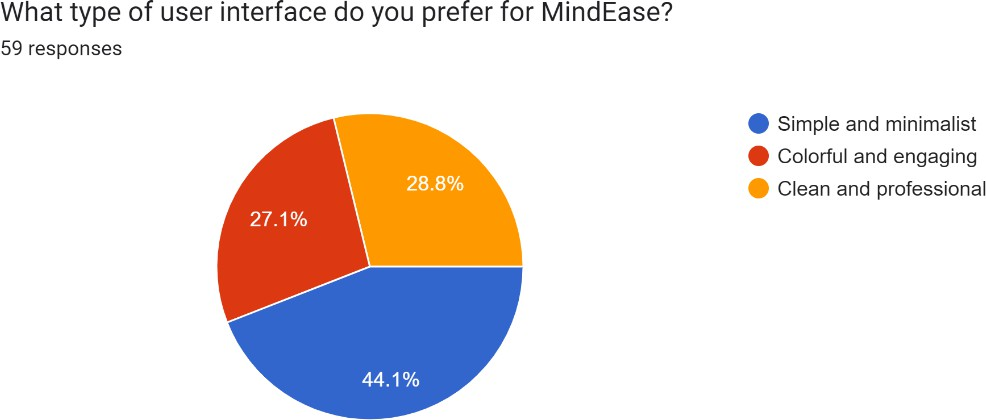 What type of user interface do you prefer for MindEase?
59 responses
Simple and minimalist
Colorful and engaging
Clean and professional
28.8%
27.1%
44.1%